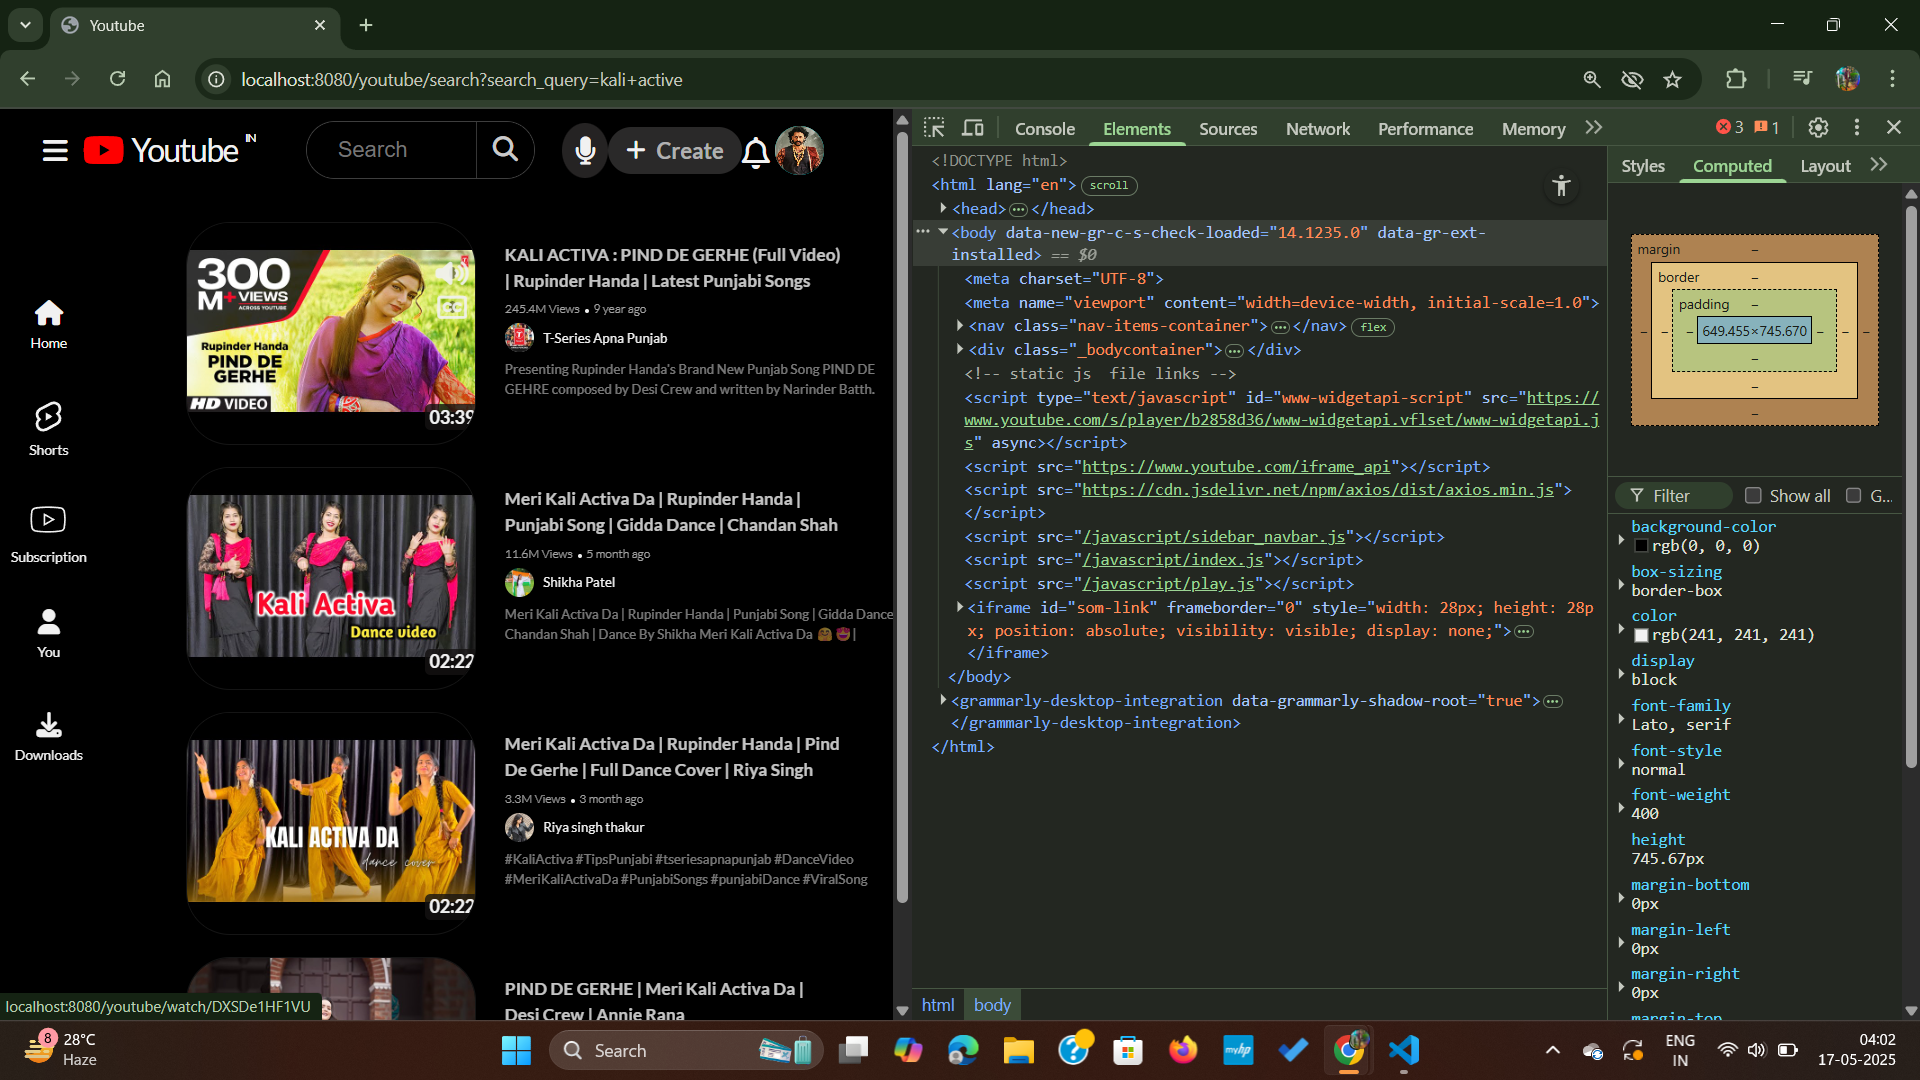 Youtube
localhost:8080/youtube/search?search_query=kali+active
Youtube IN
Search
+ Create
Home
Shorts
Subscription
You
Downloads
300
M+ VIEWS
ACROSS YOUTUBE
CC
Rupinder Handa
PIND DE
GERHE
HD VIDEO
03:39
KALI ACTIVA : PIND DE GERHE (Full Video)
| Rupinder Handa | Latest Punjabi Songs
245.4M Views • 9 year ago
T-Series Apna Punjab
Presenting Rupinder Handa's Brand New Punjab Song PIND DE
GEHRE composed by Desi Crew and written by Narinder Batth.
Kali Activa
Dance video
02:22
Meri Kali Activa Da | Rupinder Handa |
Punjabi Song | Gidda Dance | Chandan Shah
11.6M Views • 5 month ago
Shikha Patel
Meri Kali Activa Da | Rupinder Handa | Punjabi Song | Gidda Dance
Chandan Shah | Dance By Shikha Meri Kali Activa Da 🤗 🤩 |
KALI ACTIVA DA
dance cover
02:22
Meri Kali Activa Da | Rupinder Handa | Pind
De Gerhe | Full Dance Cover | Riya Singh
3.3M Views • 3 month ago
Riya singh thakur
#KaliActiva #TipsPunjabi #tseriesapnapunjab #DanceVideo
#MeriKaliActivaDa #PunjabiSongs #punjabiDance #ViralSong
PIND DE GERHE | Meri Kali Activa Da |
Desi Crew | Annie Rana
localhost:8080/youtube/watch/DXSDe1HF1VU
Console Elements Sources Network Performance Memory 3 1
<!DOCTYPE html>
<html lang="en"> scroll
<head> … </head>
<body data-new-gr-c-s-check-loaded="14.1235.0" data-gr-ext-
installed> == $0
<meta charset="UTF-8">
<meta name="viewport" content="width=device-width, initial-scale=1.0">
<nav class="nav-items-container"> … </nav> flex
<div class="_bodycontainer"> … </div>
<!-- static js  file links -->
<script type="text/javascript" id="www-widgetapi-script" src="https://
www.youtube.com/s/player/b2858d36/www-widgetapi.vflset/www-widgetapi.j
s" async></script>
<script src="https://www.youtube.com/iframe_api"></script>
<script src="https://cdn.jsdelivr.net/npm/axios/dist/axios.min.js">
</script>
<script src="/javascript/sidebar_navbar.js"></script>
<script src="/javascript/index.js"></script>
<script src="/javascript/play.js"></script>
<iframe id="som-link" frameborder="0" style="width: 28px; height: 28p
x; position: absolute; visibility: visible; display: none;"> …
</iframe>
</body>
<grammarly-desktop-integration data-grammarly-shadow-root="true"> …
</grammarly-desktop-integration>
</html>
html body
Styles Computed Layout
margin –
border –
padding –
– – – 649.455×745.670 – – –
–
–
–
Filter Show all G...
background-color
rgb(0, 0, 0)
box-sizing
border-box
color
rgb(241, 241, 241)
display
block
font-family
Lato, serif
font-style
normal
font-weight
400
height
745.67px
margin-bottom
0px
margin-left
0px
margin-right
0px
margin-top
8
28°C
Haze
Search
myhp
ENG
IN
04:02
17-05-2025